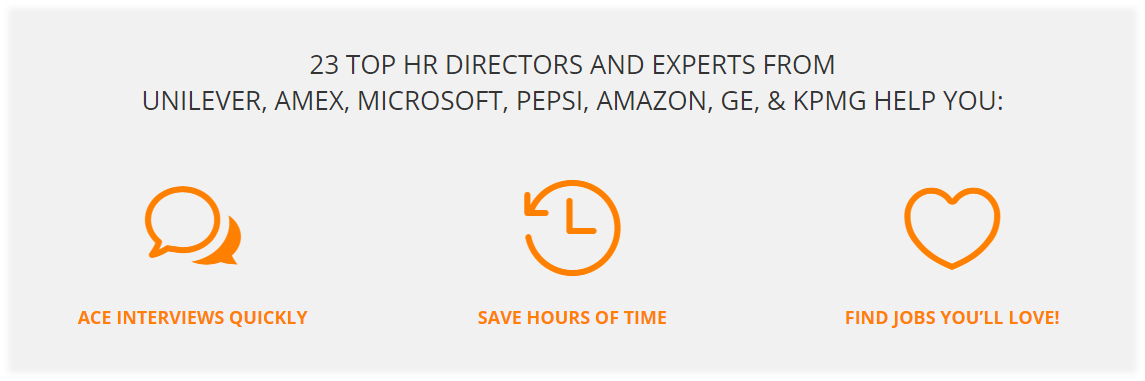 23 TOP HR DIRECTORS AND EXPERTS FROM
UNILEVER, AMEX, MICROSOFT, PEPSI, AMAZON, GE, & KPMG HELP YOU:
ACE INTERVIEWS QUICKLY
SAVE HOURS OF TIME
FIND JOBS YOU’LL LOVE!